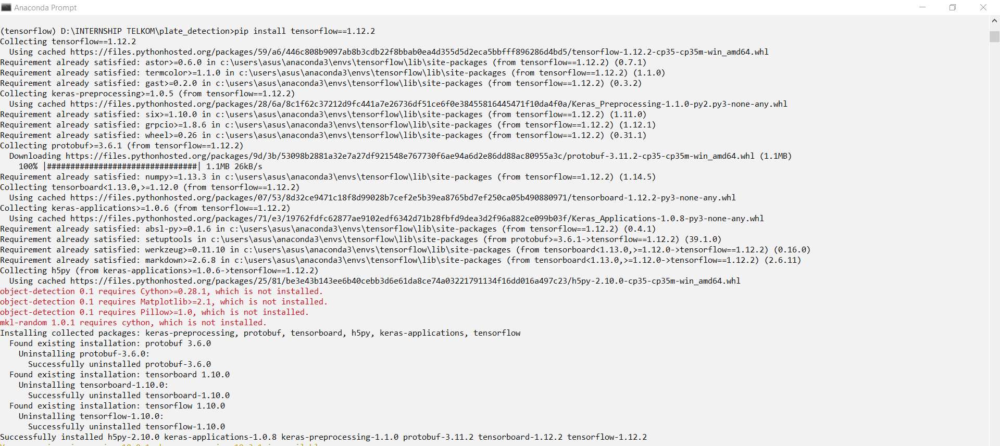 Anaconda Prompt
(tensorflow) D:\INTERNSHIP TELKOM\plate_detection>pip install tensorflow==1.12.2
Collecting tensorflow==1.12.2
  Using cached https://files.pythonhosted.org/packages/59/a6/446c808b9097ab8b3cdb22f8bbab0ea4d355d5d2eca5bbfff896286d4bd5/tensorflow-1.12.2-cp35-cp35m-win_amd64.whl
Requirement already satisfied: astor>=0.6.0 in c:\users\asus\anaconda3\envs\tensorflow\lib\site-packages (from tensorflow==1.12.2) (0.7.1)
Requirement already satisfied: termcolor>=1.1.0 in c:\users\asus\anaconda3\envs\tensorflow\lib\site-packages (from tensorflow==1.12.2) (1.1.0)
Requirement already satisfied: gast>=0.2.0 in c:\users\asus\anaconda3\envs\tensorflow\lib\site-packages (from tensorflow==1.12.2) (0.3.2)
Collecting keras-preprocessing>=1.0.5 (from tensorflow==1.12.2)
  Using cached https://files.pythonhosted.org/packages/28/6a/8c1f62c37212d9fc441a7e26736df51ce6f0e38455816445471f10da4f0a/Keras_Preprocessing-1.1.0-py2.py3-none-any.whl
Requirement already satisfied: six>=1.10.0 in c:\users\asus\anaconda3\envs\tensorflow\lib\site-packages (from tensorflow==1.12.2) (1.11.0)
Requirement already satisfied: grpcio>=1.8.6 in c:\users\asus\anaconda3\envs\tensorflow\lib\site-packages (from tensorflow==1.12.2) (1.12.1)
Requirement already satisfied: wheel>=0.26 in c:\users\asus\anaconda3\envs\tensorflow\lib\site-packages (from tensorflow==1.12.2) (0.31.1)
Collecting protobuf>=3.6.1 (from tensorflow==1.12.2)
  Downloading https://files.pythonhosted.org/packages/9d/3b/53098b2881a32e7a27df921548e767730f6ae94a6d2e86dd88ac80955a3c/protobuf-3.11.2-cp35-cp35m-win_amd64.whl (1.1MB)
    100% |################################| 1.1MB 26kB/s
Requirement already satisfied: numpy>=1.13.3 in c:\users\asus\anaconda3\envs\tensorflow\lib\site-packages (from tensorflow==1.12.2) (1.14.5)
Collecting tensorboard<1.13.0,>=1.12.0 (from tensorflow==1.12.2)
  Using cached https://files.pythonhosted.org/packages/07/53/8d32ce9471c18f8d99028b7cef2e5b39ea8765bd7ef250ca05b490880971/tensorboard-1.12.2-py3-none-any.whl
Collecting keras-applications>=1.0.6 (from tensorflow==1.12.2)
  Using cached https://files.pythonhosted.org/packages/71/e3/19762fdfc62877ae9102edf6342d71b28fbfd9dea3d2f96a882ce099b03f/Keras_Applications-1.0.8-py3-none-any.whl
Requirement already satisfied: absl-py>=0.1.6 in c:\users\asus\anaconda3\envs\tensorflow\lib\site-packages (from tensorflow==1.12.2) (0.4.1)
Requirement already satisfied: setuptools in c:\users\asus\anaconda3\envs\tensorflow\lib\site-packages (from protobuf>=3.6.1->tensorflow==1.12.2) (39.1.0)
Requirement already satisfied: werkzeug>=0.11.10 in c:\users\asus\anaconda3\envs\tensorflow\lib\site-packages (from tensorboard<1.13.0,>=1.12.0->tensorflow==1.12.2) (0.16.0)
Requirement already satisfied: markdown>=2.6.8 in c:\users\asus\anaconda3\envs\tensorflow\lib\site-packages (from tensorboard<1.13.0,>=1.12.0->tensorflow==1.12.2) (2.6.11)
Collecting h5py (from keras-applications>=1.0.6->tensorflow==1.12.2)
  Using cached https://files.pythonhosted.org/packages/25/81/be3e43b143ee6b40cebb3d6e61da8ce74a03221791134f16dd016a497c23/h5py-2.10.0-cp35-cp35m-win_amd64.whl
object-detection 0.1 requires Cython>=0.28.1, which is not installed.
object-detection 0.1 requires Matplotlib>=2.1, which is not installed.
object-detection 0.1 requires Pillow>=1.0, which is not installed.
mkl-random 1.0.1 requires cython, which is not installed.
Installing collected packages: keras-preprocessing, protobuf, tensorboard, h5py, keras-applications, tensorflow
  Found existing installation: protobuf 3.6.0
    Uninstalling protobuf-3.6.0:
      Successfully uninstalled protobuf-3.6.0
  Found existing installation: tensorboard 1.10.0
    Uninstalling tensorboard-1.10.0:
      Successfully uninstalled tensorboard-1.10.0
  Found existing installation: tensorflow 1.10.0
    Uninstalling tensorflow-1.10.0:
      Successfully uninstalled tensorflow-1.10.0
Successfully installed h5py-2.10.0 keras-applications-1.0.8 keras-preprocessing-1.1.0 protobuf-3.11.2 tensorboard-1.12.2 tensorflow-1.12.2